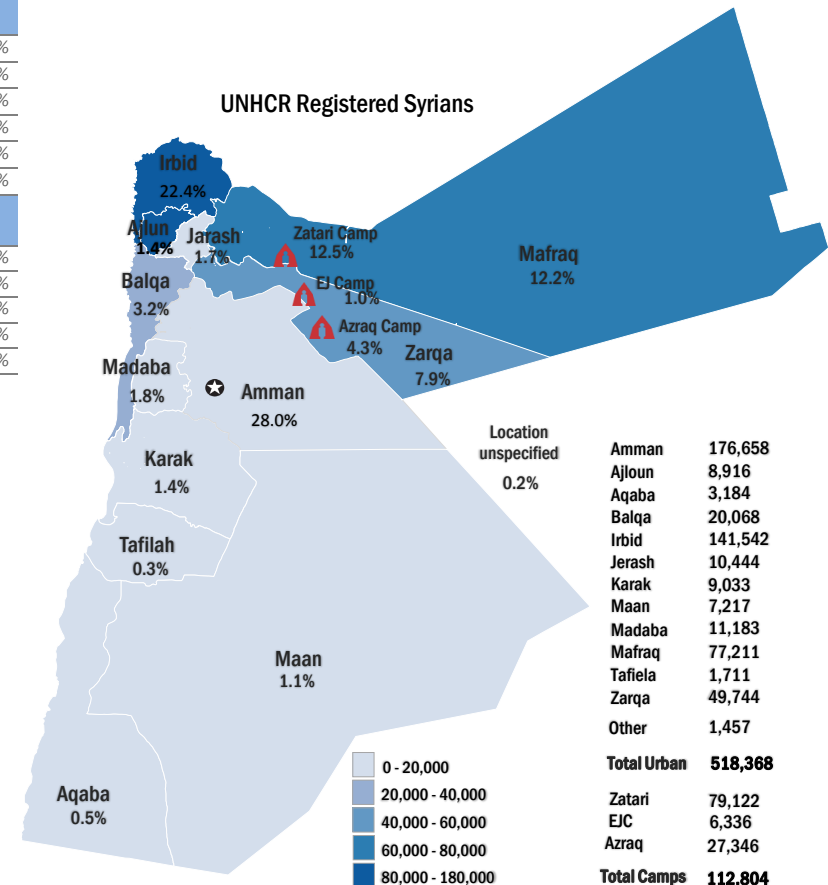 %
%
%
%
%
%
%
%
%
%
%
UNHCR Registered Syrians
Irbid
22.4%
Ajlun
1.4%
Jarash
1.7%
Zatari Camp
12.5%
Mafraq
12.2%
Balqa
3.2%
EJ Camp
1.0%
Azraq Camp
4.3%
Zarqa
7.9%
Madaba
1.8%
Amman
28.0%
Location
unspecified
0.2%
Karak
1.4%
Tafilah
0.3%
Maan
1.1%
Aqaba
0.5%
0 - 20,000
20,000 - 40,000
40,000 - 60,000
60,000 - 80,000
80,000 - 180,000
Amman 176,658
Ajloun 8,916
Aqaba 3,184
Balqa 20,068
Irbid 141,542
Jerash 10,444
Karak 9,033
Maan 7,217
Madaba 11,183
Mafraq 77,211
Tafiela 1,711
Zarqa 49,744
Other 1,457
Total Urban 518,368
Zatari 79,122
EJC 6,336
Azraq 27,346
Total Camps 112,804